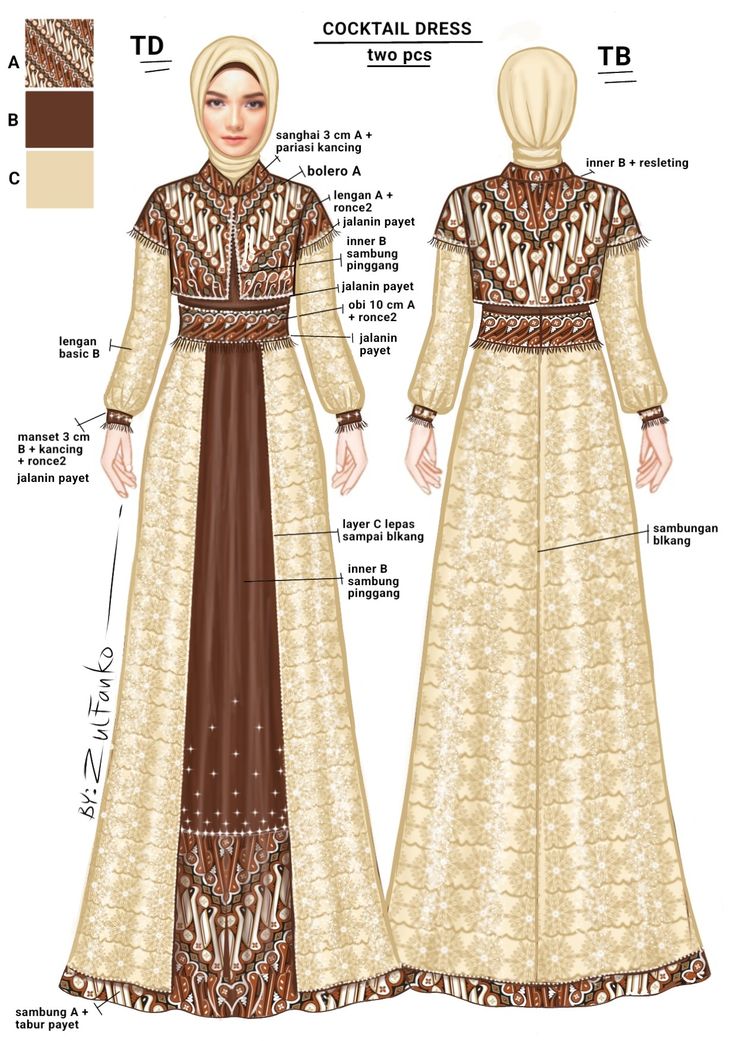 COCKTAIL DRESS
two pcs
TD
TB
A
B
C
sanghai 3 cm A +
pariasi kancing
bolero A
lengan A +
ronce2
jalanin payet
inner B
sambung
pinggang
jalanin payet
obi 10 cm A
+ ronce2
jalanin
payet
inner B + resleting
lengan
basic B
manset 3 cm
B + kancing
+ ronce2
jalanin payet
layer C lepas
sampai blkang
inner B
sambung
pinggang
sambungan
blkang
BY: ZulFanko
sambung A +
tabur payet